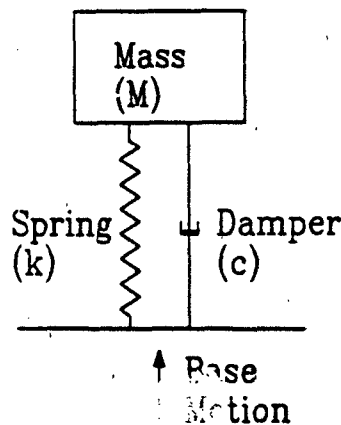 Mass
(M)
Spring
(k)
Damper
(c)
Base
Motion